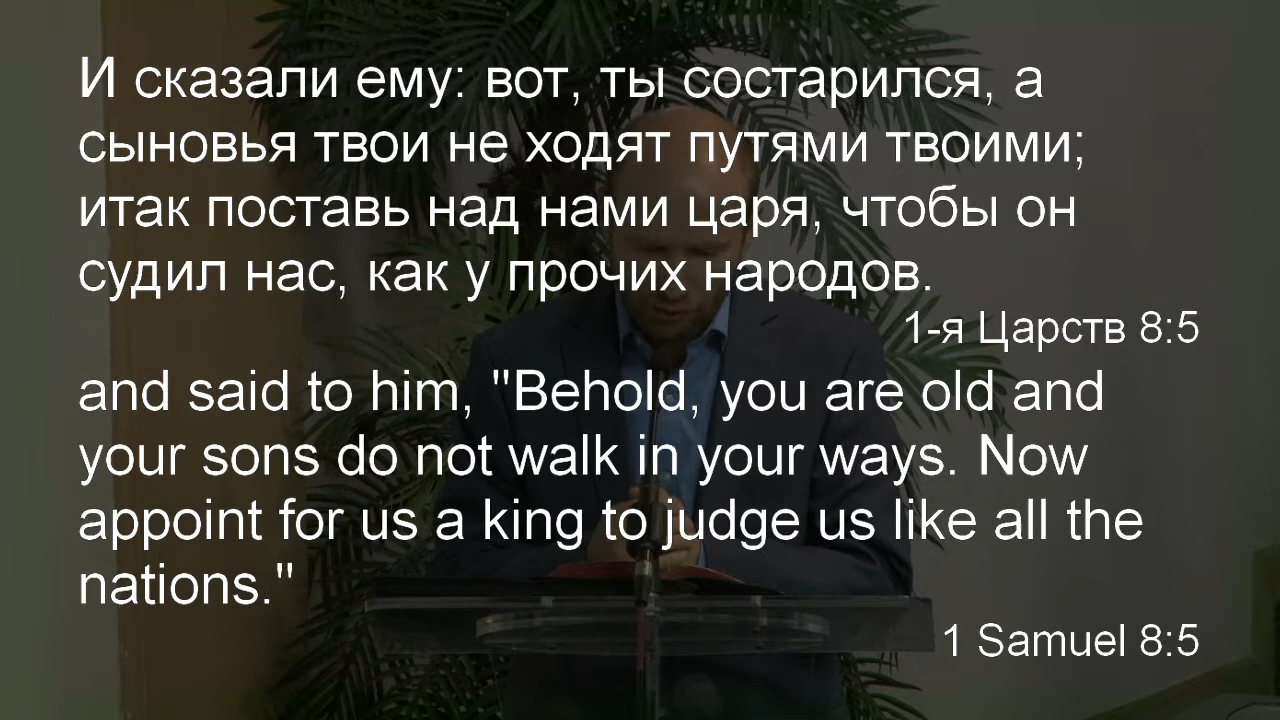 И сказали ему: вот, ты состарился, а
сыновья твои не ходят путями твоими;
итак поставь над нами царя, чтобы он
судил нас, как у прочих народов.
1-я Царств 8:5
and said to him, "Behold, you are old and
your sons do not walk in your ways. Now
appoint for us a king to judge us like all the
nations."
1 Samuel 8:5